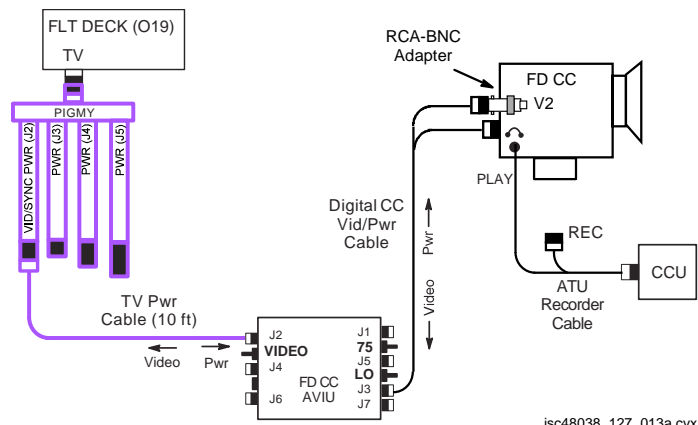 FLT DECK (O19)
TV
PIGMY
VID/SYNC PWR (J2)
PWR (J3)
PWR (J4)
PWR (J5)
RCA-BNC
Adapter
FD CC
V2
PLAY
Digital CC
Vid/Pwr
Cable
Pwr
Video
REC
CCU
ATU
Recorder
Cable
TV Pwr
Cable (10 ft)
Video
Pwr
J2
VIDEO
J4
J6
FD CC
AVIU
J1
75
J5
LO
J3
J7
jsc48038_127_013a.cvx